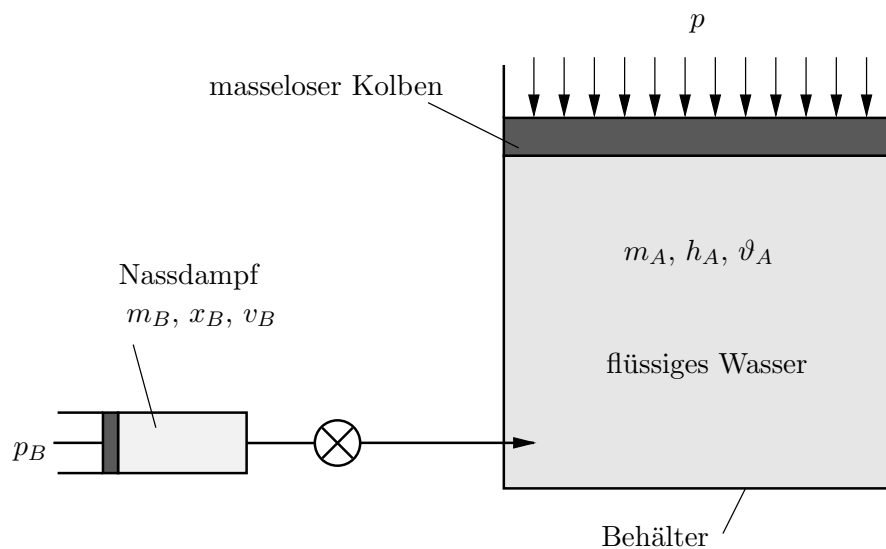 p
masseloser Kolben
m_A, h_A, ϑ_A
Nassdampf
m_B, x_B, v_B
flüssiges Wasser
p_B
Behälter